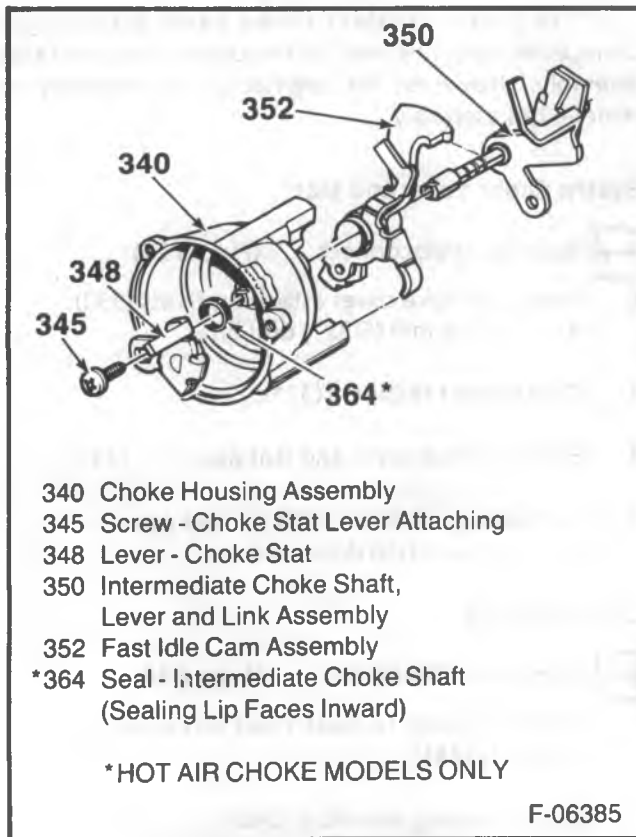 350
352
340
348
345
364*
340 Choke Housing Assembly
345 Screw - Choke Stat Lever Attaching
348 Lever - Choke Stat
350 Intermediate Choke Shaft,
Lever and Link Assembly
352 Fast Idle Cam Assembly
*364 Seal - Intermediate Choke Shaft
(Sealing Lip Faces Inward)
*HOT AIR CHOKE MODELS ONLY
F-06385